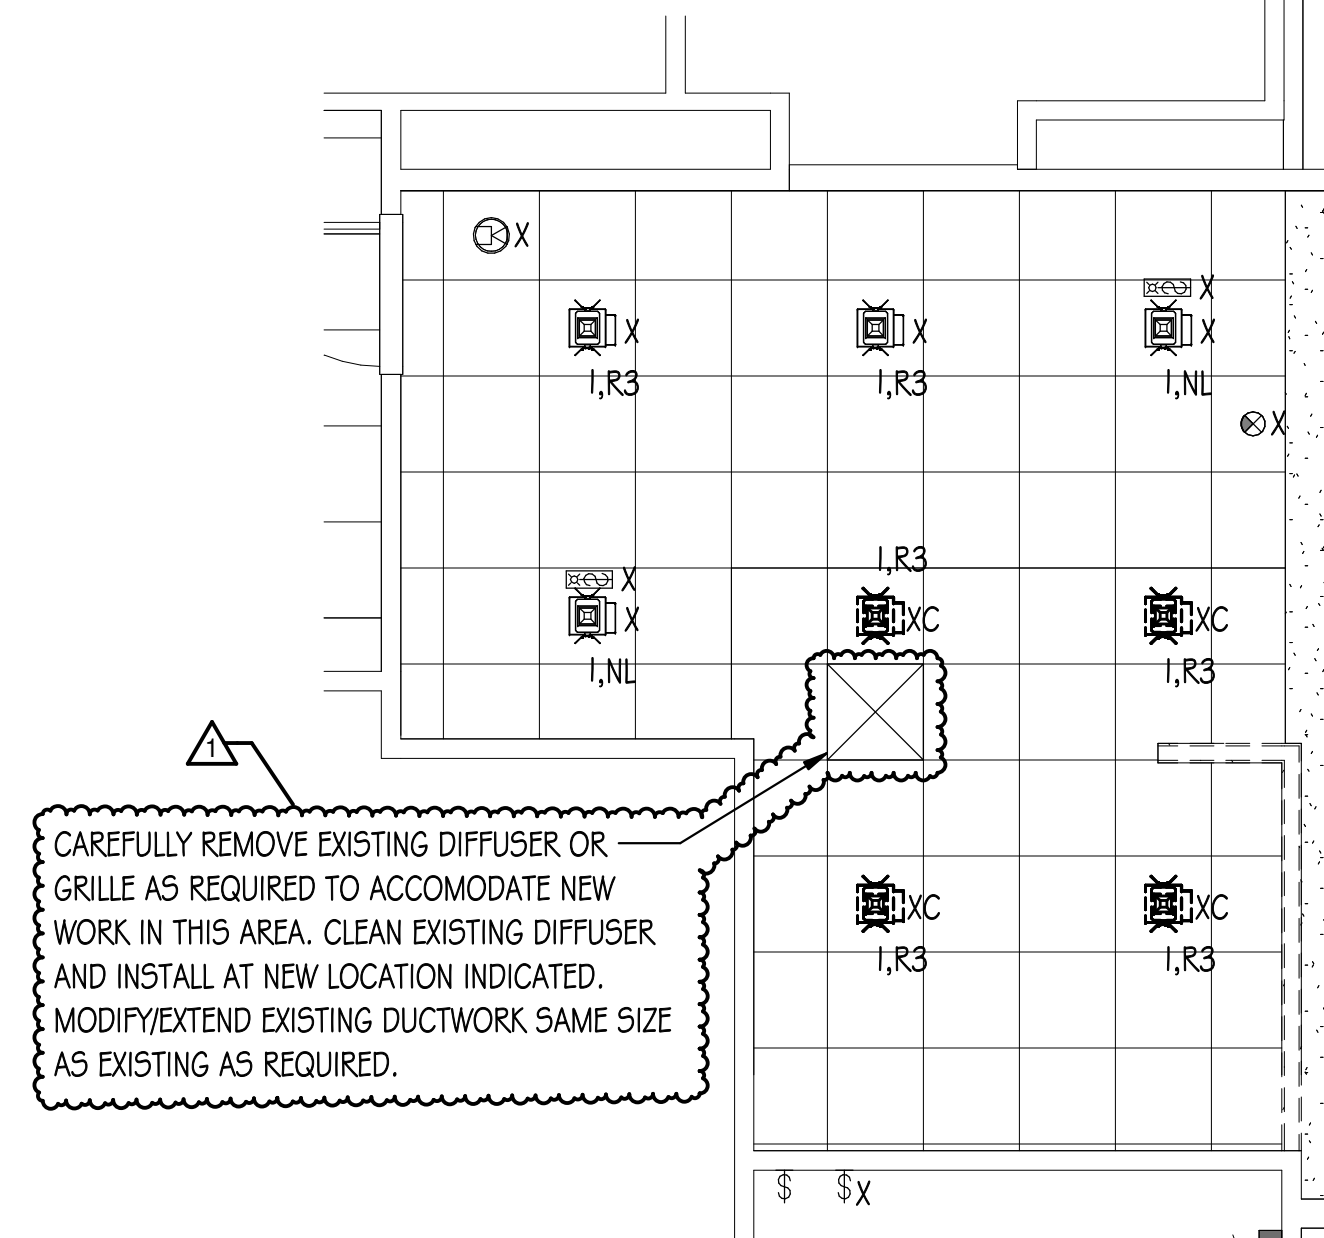 X
X
X
X
X
I,R3
I,R3
I,NL
X
I,R3
X
X
XC
XC
I,NL
I,R3
1
CAREFULLY REMOVE EXISTING DIFFUSER OR
GRILLE AS REQUIRED TO ACCOMODATE NEW
WORK IN THIS AREA. CLEAN EXISTING DIFFUSER
AND INSTALL AT NEW LOCATION INDICATED.
MODIFY/EXTEND EXISTING DUCTWORK SAME SIZE
AS EXISTING AS REQUIRED.
XC
XC
I,R3
I,R3
$
$X